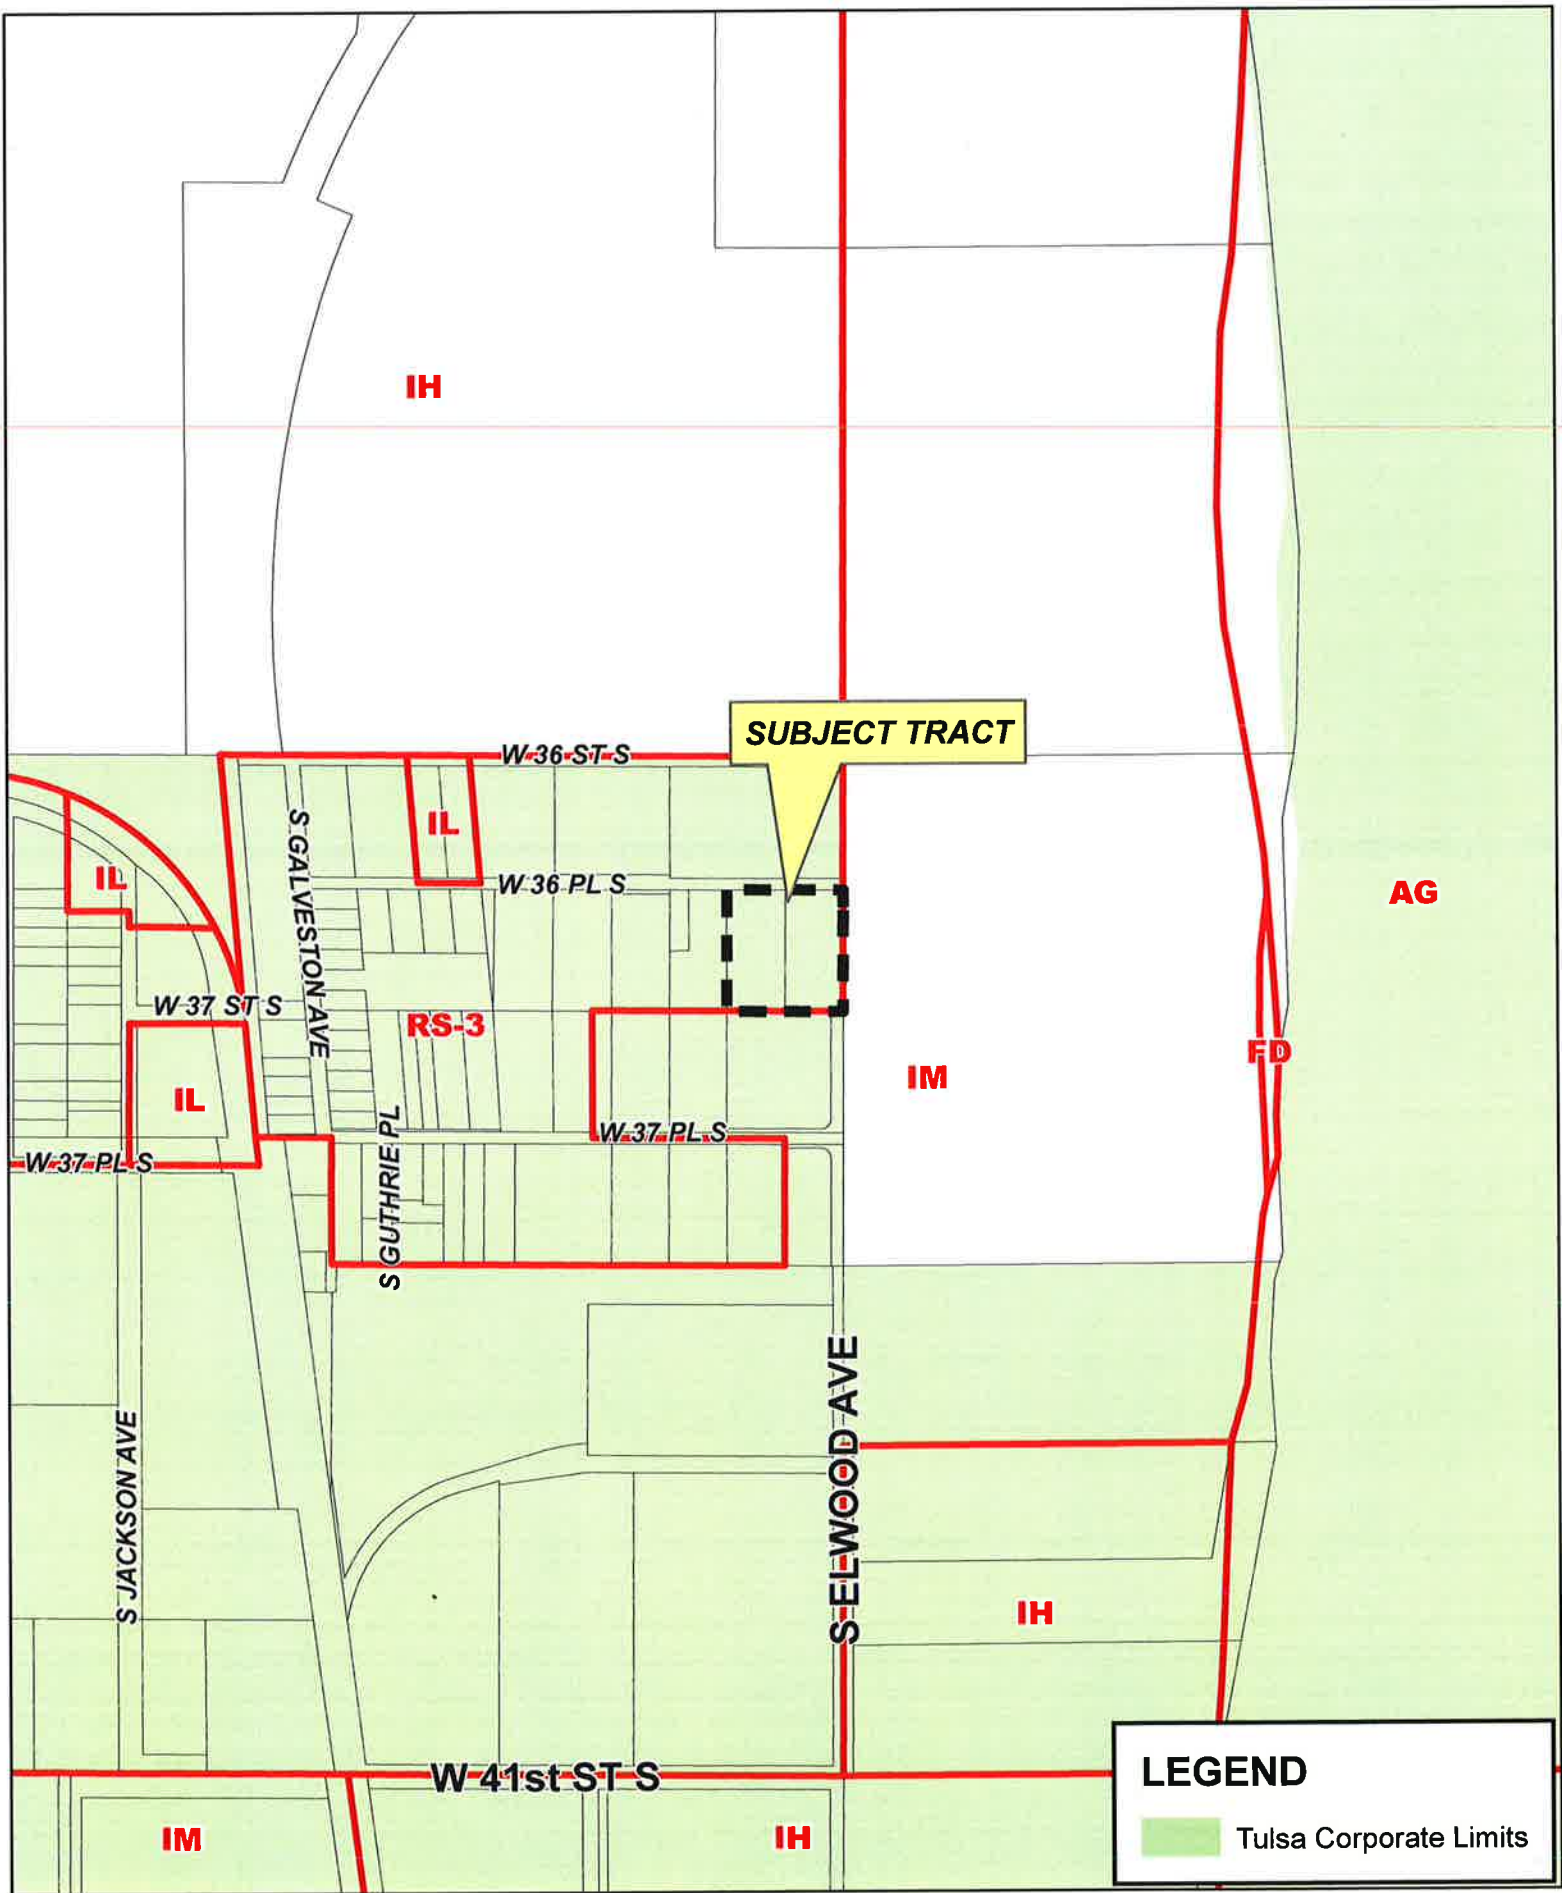 IH
SUBJECT TRACT
W 36 ST S
IL
S GALVESTON AVE
IL
W 36 PL S
AG
W 37 ST S
RS-3
FD
IM
IL
W 37 PL S
S GUTHRIE PL
W 37 PL S
S ELWOOD AVE
S JACKSON AVE
IH
W 41st ST S
IM
IH
LEGEND
Tulsa Corporate Limits